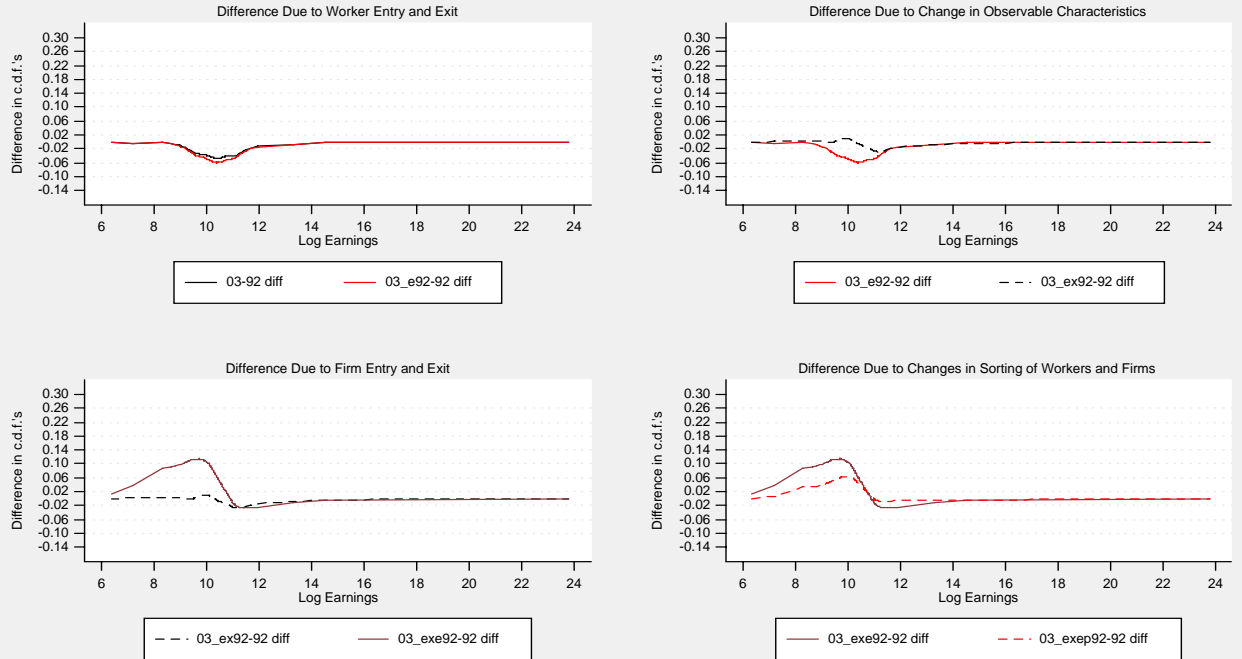 Difference Due to Worker Entry and Exit
Difference in c.d.f.'s
0.30
0.26
0.22
0.18
0.14
0.10
0.06
0.02
-0.02
-0.06
-0.10
-0.14
6 8 10 12 14 16 18 20 22 24
Log Earnings
03-92 diff 03_e92-92 diff
Difference Due to Change in Observable Characteristics
Difference in c.d.f.'s
0.30
0.26
0.22
0.18
0.14
0.10
0.06
0.02
-0.02
-0.06
-0.10
-0.14
6 8 10 12 14 16 18 20 22 24
Log Earnings
03_e92-92 diff 03_ex92-92 diff
Difference Due to Firm Entry and Exit
Difference in c.d.f.'s
0.30
0.26
0.22
0.18
0.14
0.10
0.06
0.02
-0.02
-0.06
-0.10
-0.14
6 8 10 12 14 16 18 20 22 24
Log Earnings
03_ex92-92 diff 03_exe92-92 diff
Difference Due to Changes in Sorting of Workers and Firms
Difference in c.d.f.'s
0.30
0.26
0.22
0.18
0.14
0.10
0.06
0.02
-0.02
-0.06
-0.10
-0.14
6 8 10 12 14 16 18 20 22 24
Log Earnings
03_exe92-92 diff 03_exep92-92 diff